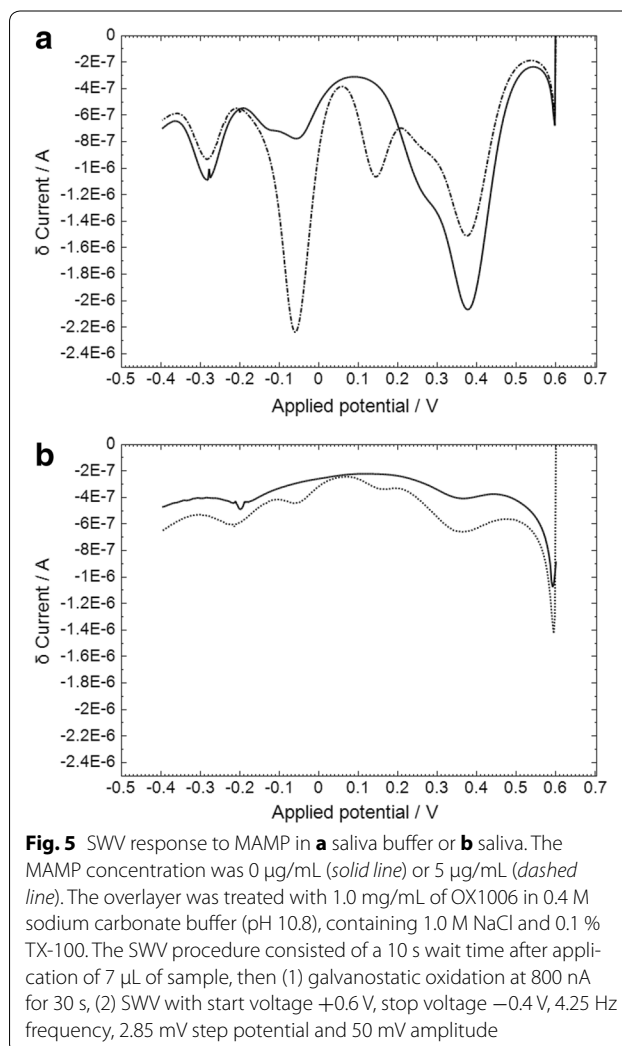 a
0
-2E-7
-4E-7
-6E-7
-8E-7
-1E-6
-1.2E-6
-1.4E-6
-1.6E-6
-1.8E-6
-2E-6
-2.2E-6
-2.4E-6
δ Current / A
-0.5 -0.4 -0.3 -0.2 -0.1 0 0.1 0.2 0.3 0.4 0.5 0.6 0.7
Applied potential / V
b
0
-2E-7
-4E-7
-6E-7
-8E-7
-1E-6
-1.2E-6
-1.4E-6
-1.6E-6
-1.8E-6
-2E-6
-2.2E-6
-2.4E-6
δ Current / A
-0.5 -0.4 -0.3 -0.2 -0.1 0 0.1 0.2 0.3 0.4 0.5 0.6 0.7
Applied potential / V
Fig. 5 SWV response to MAMP in a saliva buffer or b saliva. The
MAMP concentration was 0 μg/mL (solid line) or 5 μg/mL (dashed
line). The overlayer was treated with 1.0 mg/mL of OX1006 in 0.4 M
sodium carbonate buffer (pH 10.8), containing 1.0 M NaCl and 0.1 %
TX-100. The SWV procedure consisted of a 10 s wait time after appli-
cation of 7 μL of sample, then (1) galvanostatic oxidation at 800 nA
for 30 s, (2) SWV with start voltage +0.6 V, stop voltage −0.4 V, 4.25 Hz
frequency, 2.85 mV step potential and 50 mV amplitude